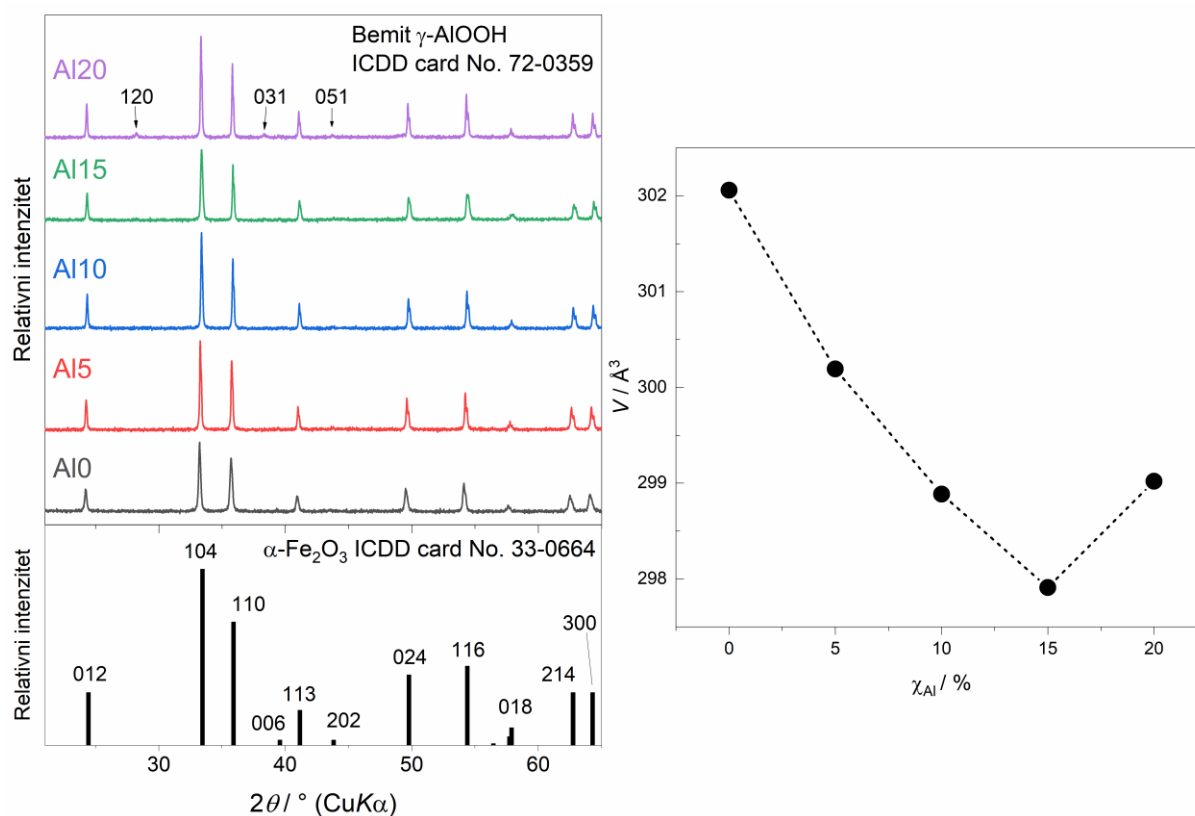 Bemit γ-AlOOH
ICDD card No. 72-0359
Al20
120
031
051
Al15
Al10
Al5
Al0
Relativni intenzitet
α-Fe₂O₃ ICDD card No. 33-0664
104
110
012
006
113
202
024
116
018
214
300
Relativni intenzitet
30
40
50
60
2θ / ° (CuKα)
302
301
300
299
298
V / Å³
0
5
10
15
20
χAl / %